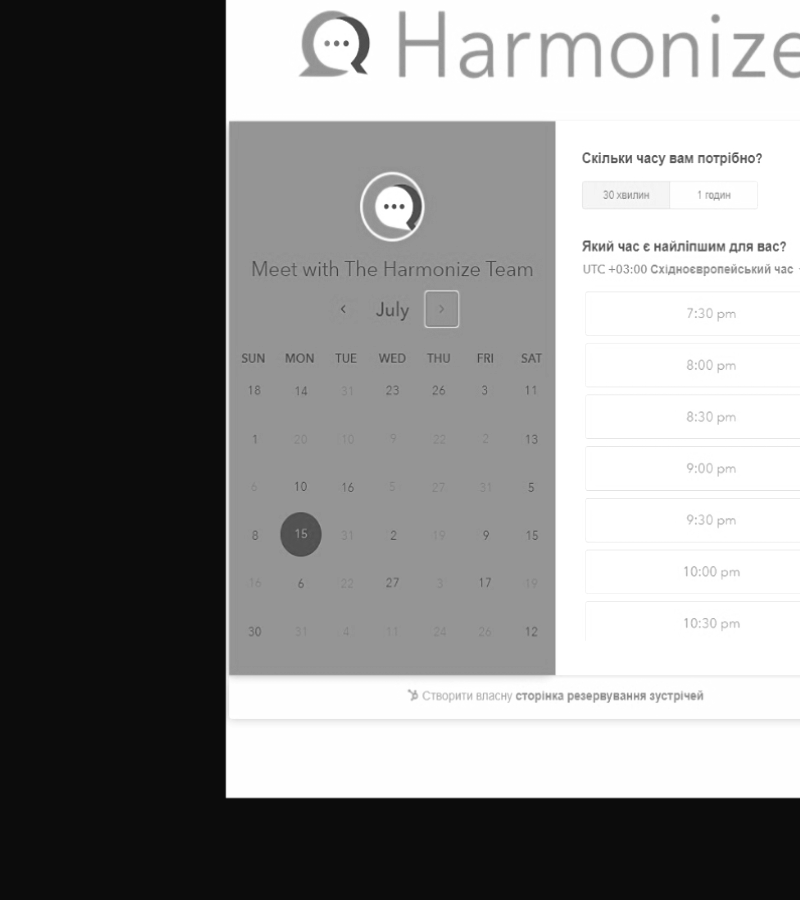 Harmonize
Meet with The Harmonize Team
July
SUN MON TUE WED THU FRI SAT
18 14 31 23 26 3 11
1 20 10 9 22 2 13
6 10 16 5 27 31 5
8 15 31 2 19 9 15
16 6 22 27 3 17 19
30 31 4 11 24 26 12
Скільки часу вам потрібно?
30 хвилин 1 годин
Який час є найліпшим для вас?
UTC +03:00 Східноєвропейський час
7:30 pm
8:00 pm
8:30 pm
9:00 pm
9:30 pm
10:00 pm
10:30 pm
Створити власну сторінка резервування зустрічей